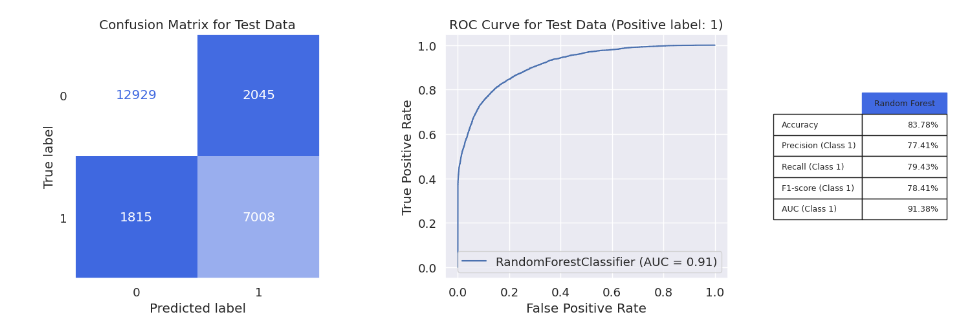 Confusion Matrix for Test Data
True label
0
12929
2045
1
1815
7008
0
1
Predicted label
ROC Curve for Test Data (Positive label: 1)
True Positive Rate
1.0
0.8
0.6
0.4
0.2
0.0
RandomForestClassifier (AUC = 0.91)
0.0
0.2
0.4
0.6
0.8
1.0
False Positive Rate
Random Forest
Accuracy 83.78%
Precision (Class 1) 77.41%
Recall (Class 1) 79.43%
F1-score (Class 1) 78.41%
AUC (Class 1) 91.38%